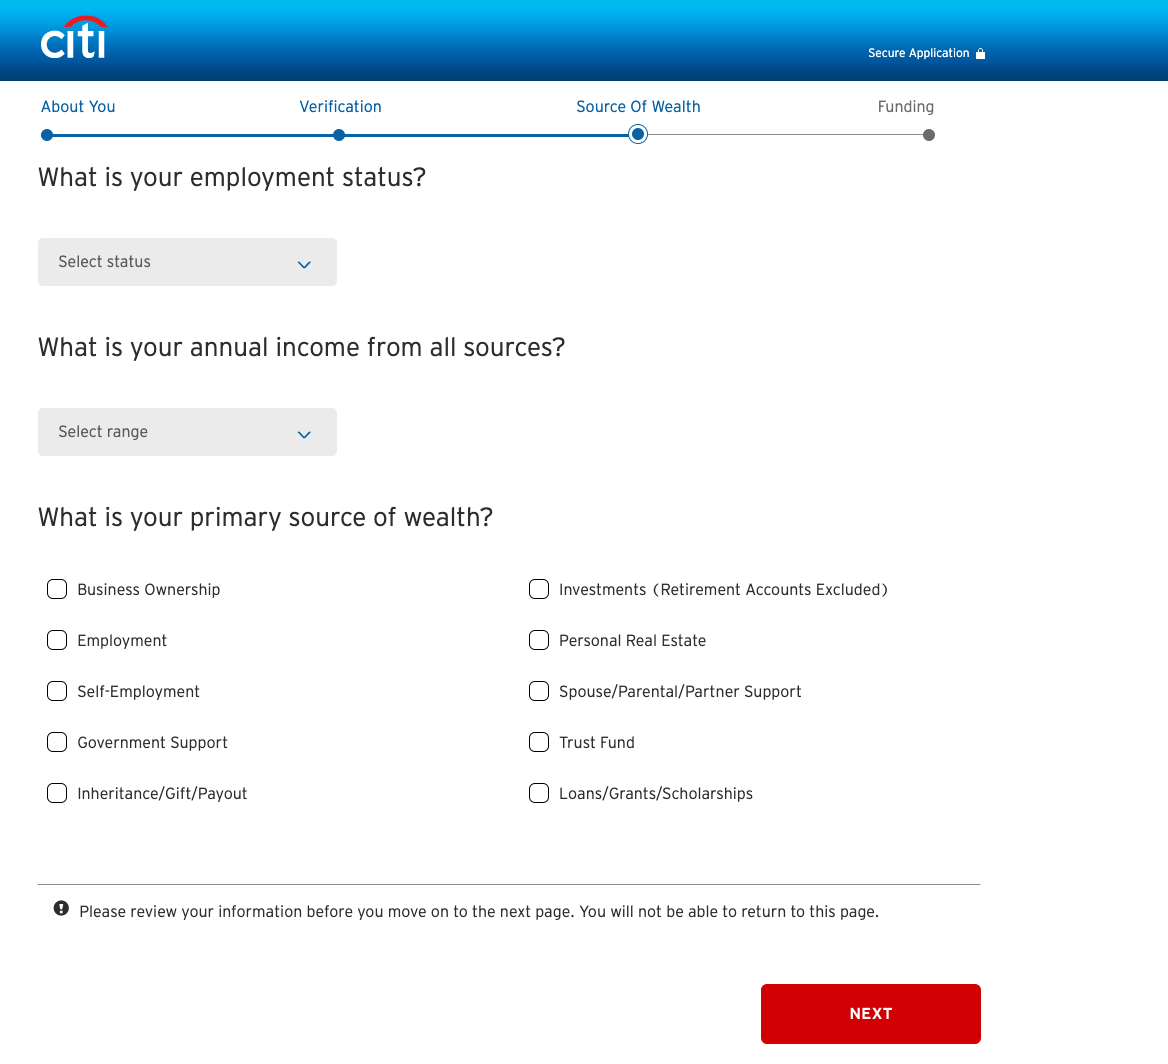 citi
Secure Application
About You Verification Source Of Wealth Funding
What is your employment status?
Select status
What is your annual income from all sources?
Select range
What is your primary source of wealth?
Business Ownership Investments (Retirement Accounts Excluded)
Employment Personal Real Estate
Self-Employment Spouse/Parental/Partner Support
Government Support Trust Fund
Inheritance/Gift/Payout Loans/Grants/Scholarships
Please review your information before you move on to the next page. You will not be able to return to this page.
NEXT